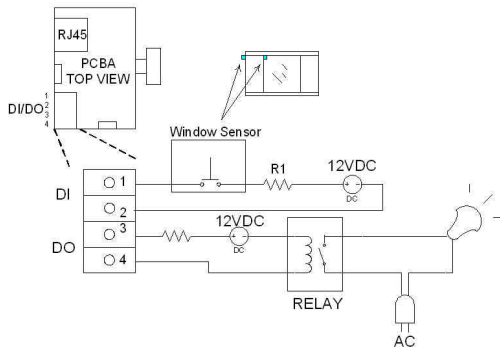 RJ45
PCBA
TOP VIEW
DI/DO
1
2
3
4
Window Sensor
R1
12VDC
DC
DI
1
2
12VDC
DC
DO
3
4
RELAY
AC